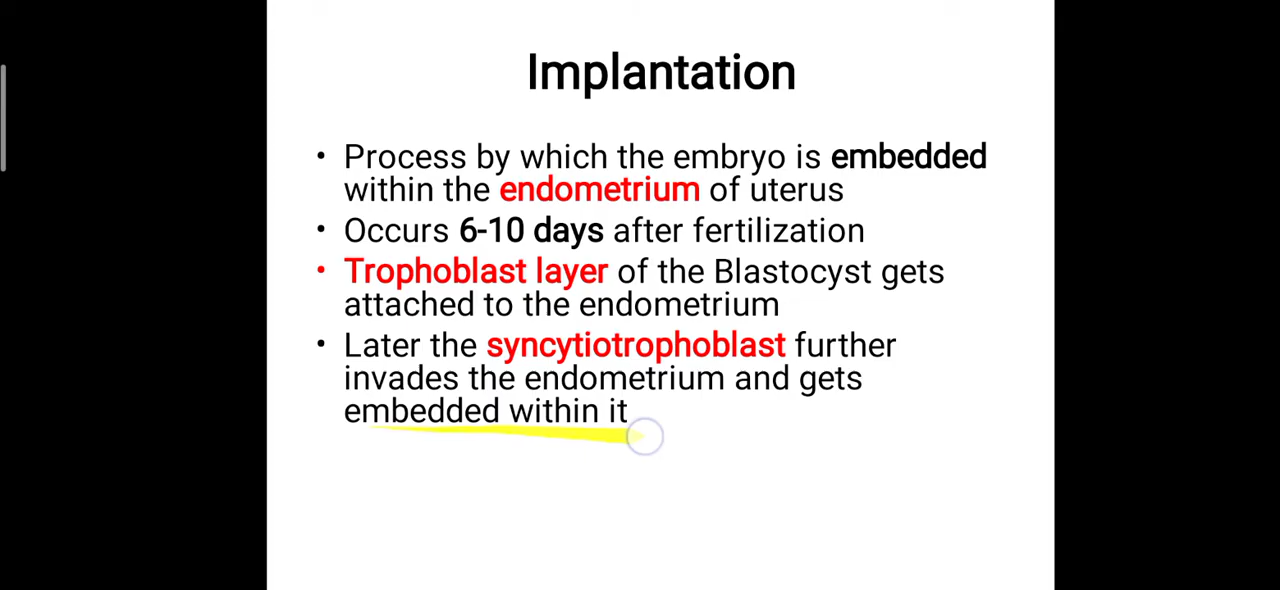 Implantation
• Process by which the embryo is embedded
within the endometrium of uterus
• Occurs 6-10 days after fertilization
• Trophoblast layer of the Blastocyst gets
attached to the endometrium
• Later the syncytiotrophoblast further
invades the endometrium and gets
embedded within it